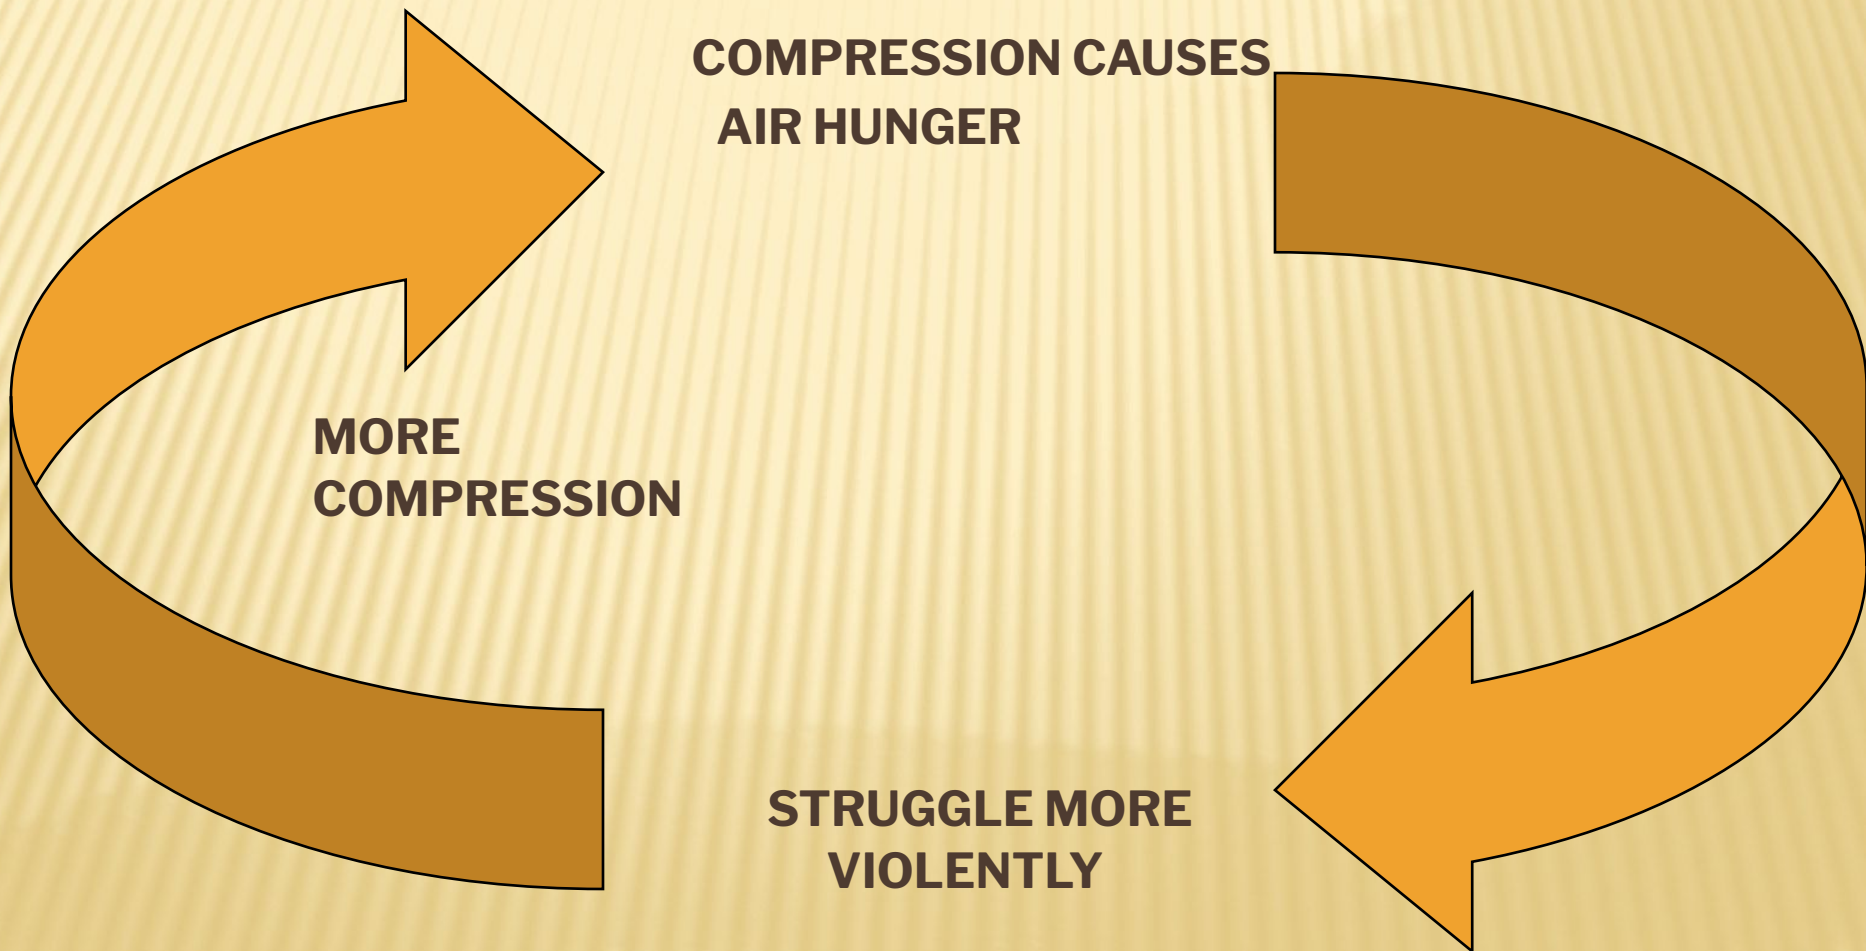 COMPRESSION CAUSES
AIR HUNGER
MORE
COMPRESSION
STRUGGLE MORE
VIOLENTLY